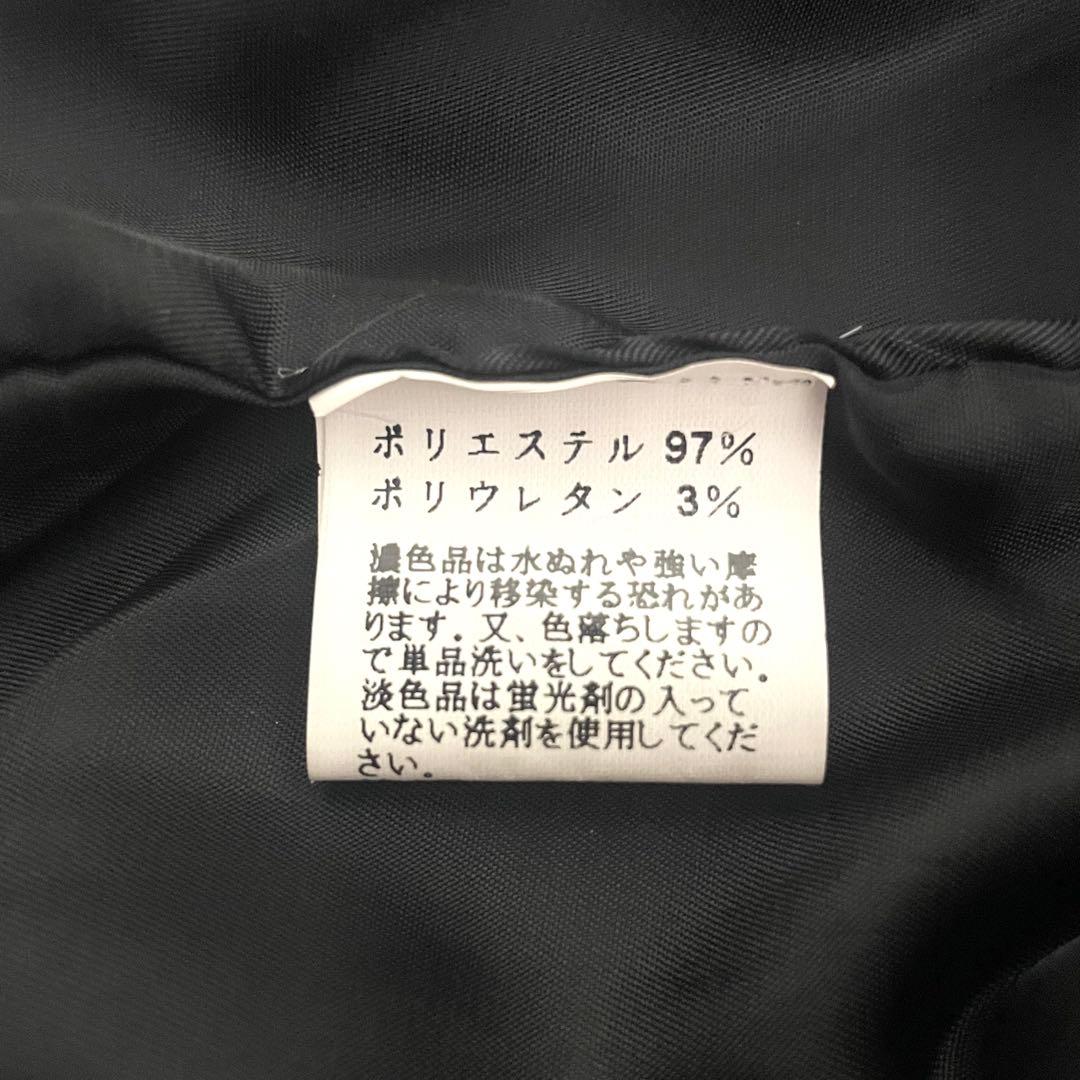 ポリエステル 97%
ポリウレタン 3%
濃色品は水ぬれや強い摩
擦により移染する恐れがあ
ります。又、色落ちしますの
で単品洗いをしてください。
淡色品は蛍光剤の入って
いない洗剤を使用してくだ
さい。